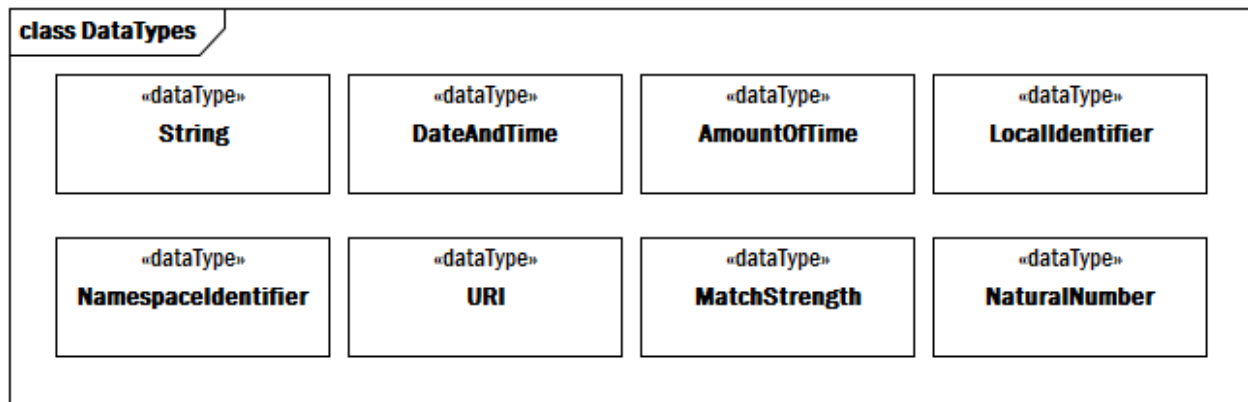 class DataTypes
«dataType» «dataType» «dataType» «dataType»
String DateAndTime AmountOfTime LocalIdentifier
«dataType» «dataType» «dataType» «dataType»
NamespaceIdentifier URI MatchStrength NaturalNumber